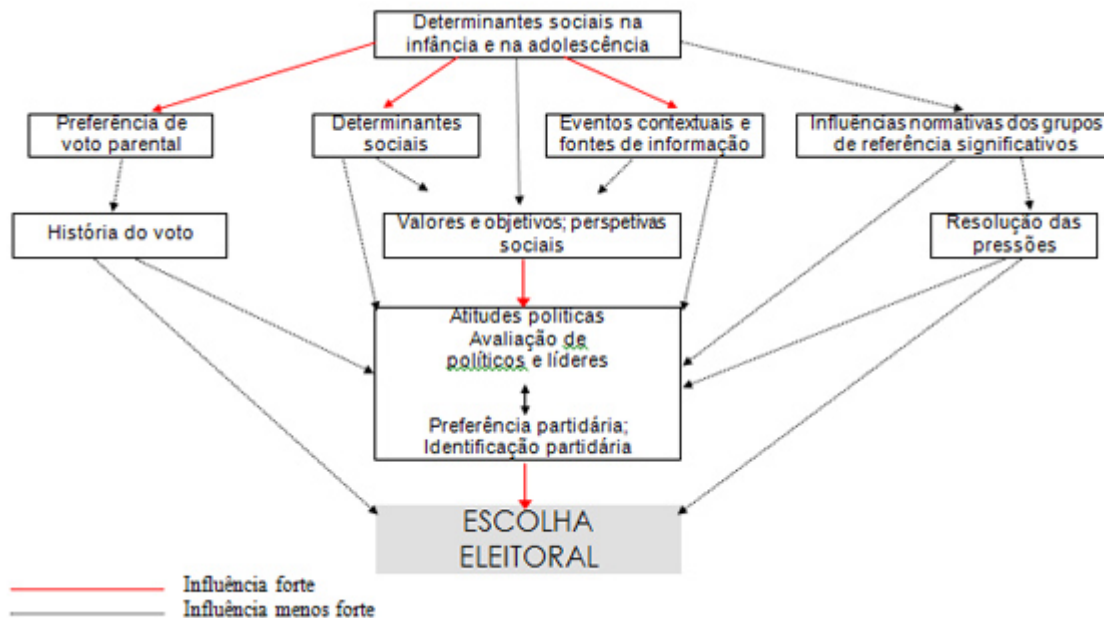 Determinantes sociais na
infância e na adolescência
Preferência de
voto parental
Determinantes
sociais
Eventos contextuais e
fontes de informação
Influências normativas dos grupos
de referência significativos
História do voto
Valores e objetivos; perspetivas
sociais
Resolução das
pressões
Atitudes políticas
Avaliação de
políticos e líderes
Preferência partidária;
Identificação partidária
ESCOLHA
ELEITORAL
Influência forte
Influência menos forte